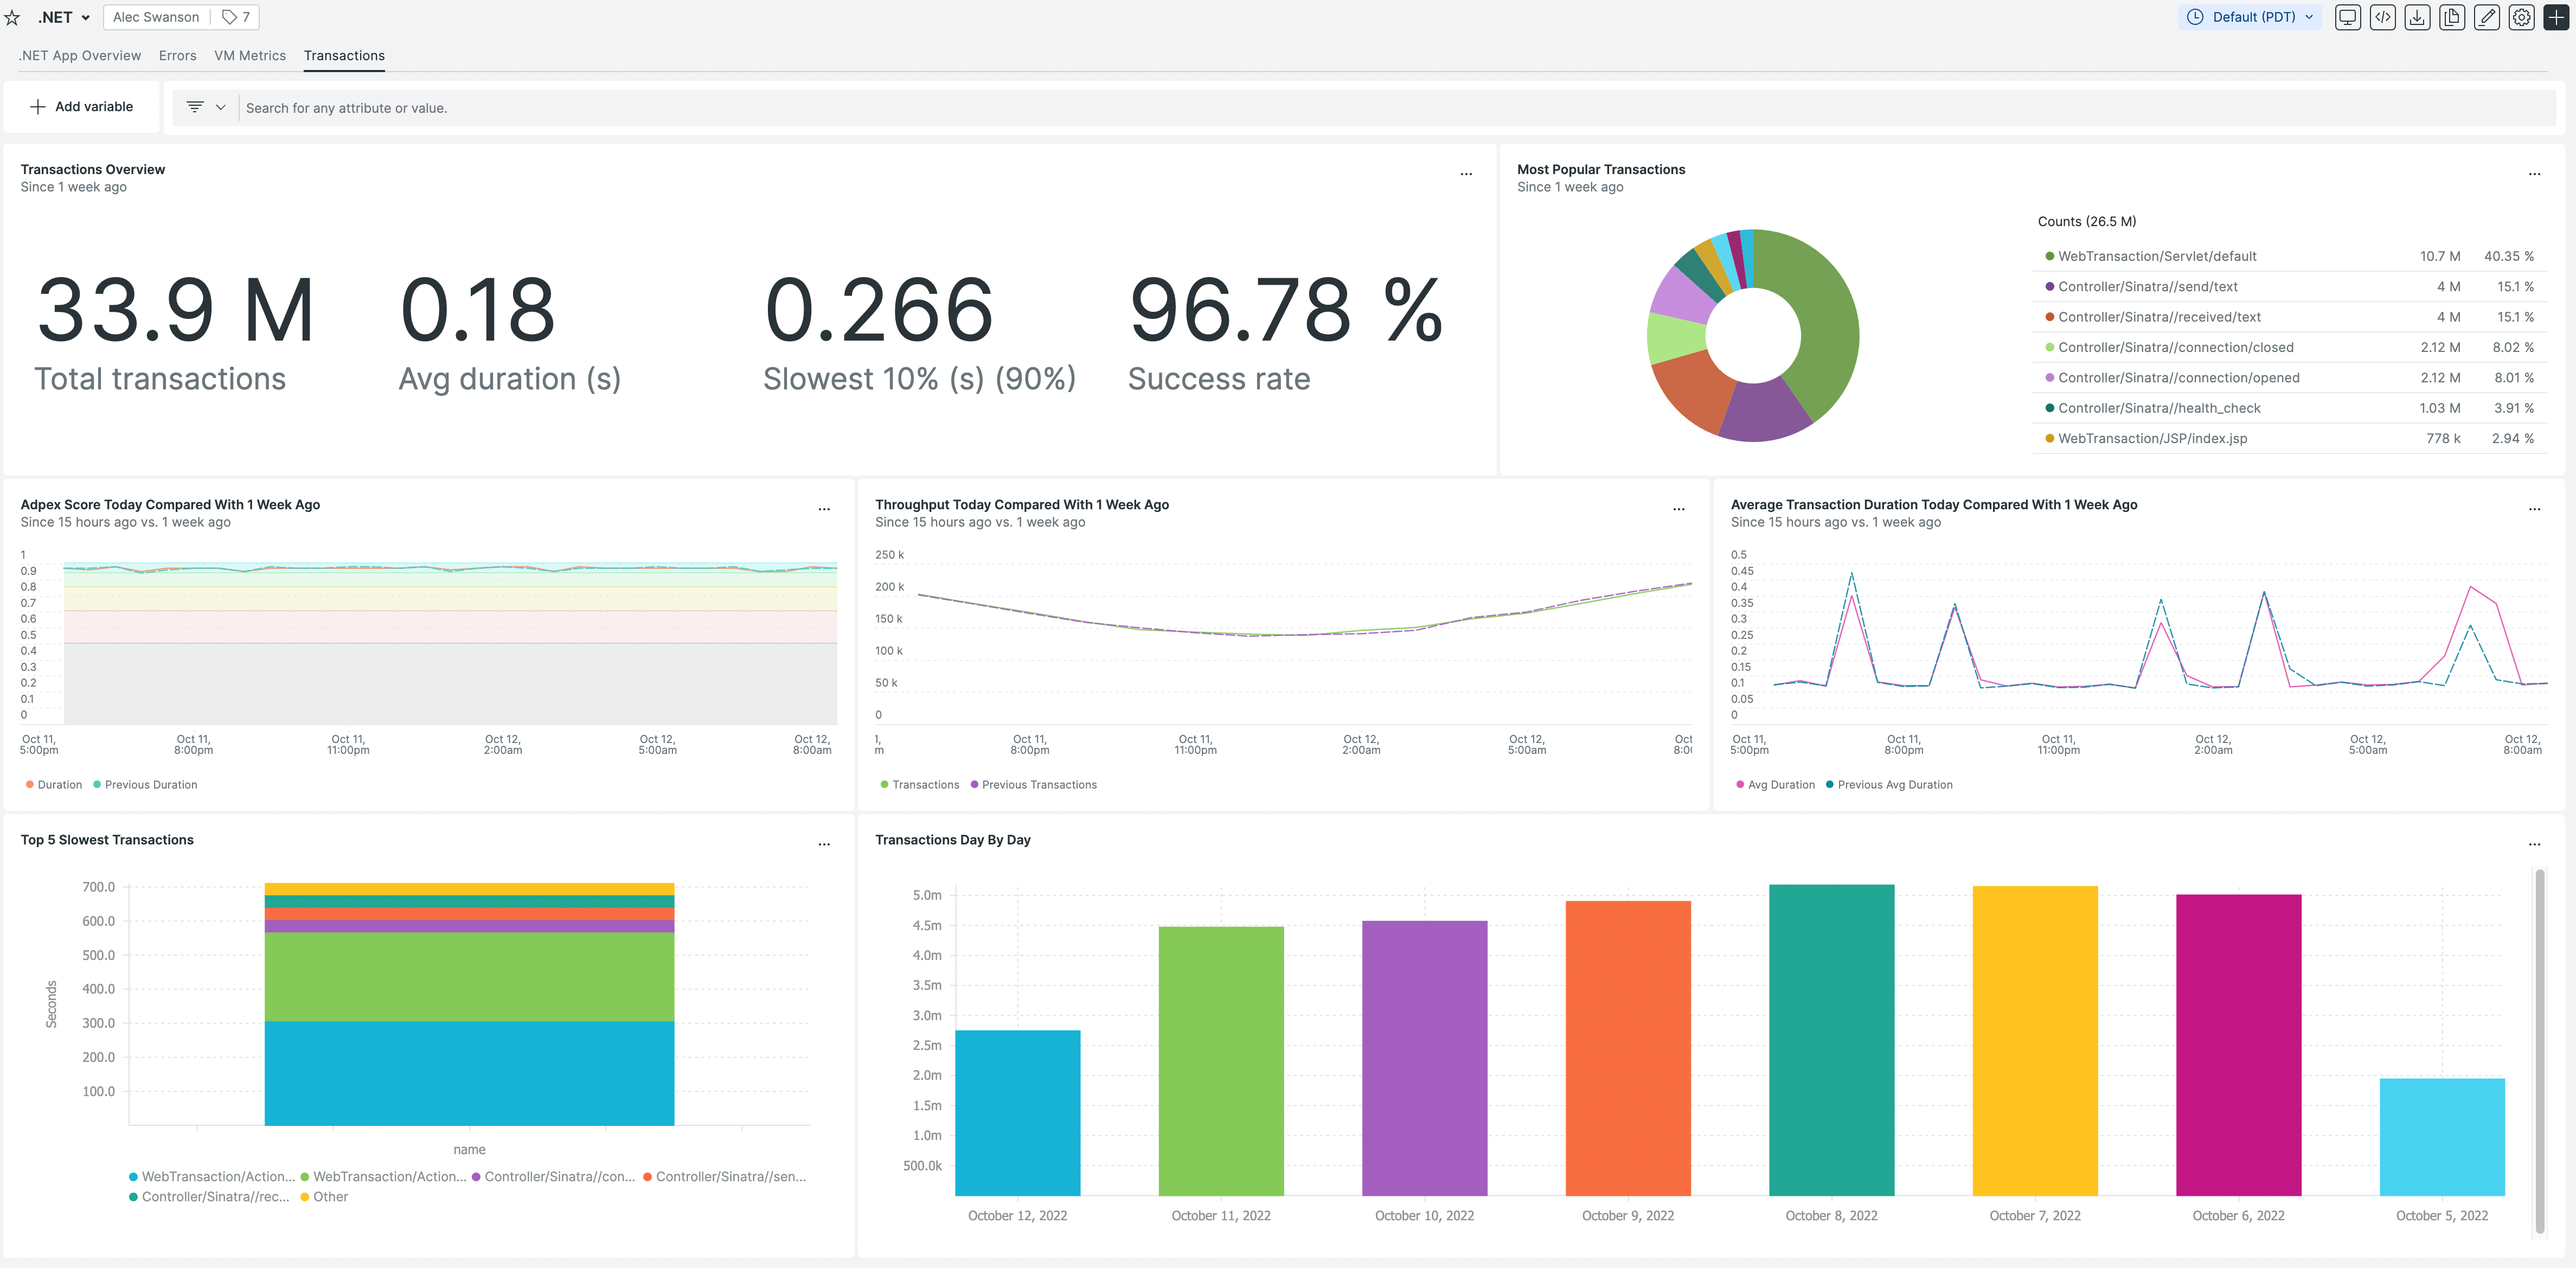 .NET
Alec Swanson 7
Default (PDT)
.NET App Overview Errors VM Metrics Transactions
Add variable
Search for any attribute or value.
Transactions Overview
Since 1 week ago
33.9 M 0.18 0.266 96.78 %
Total transactions Avg duration (s) Slowest 10% (s) (90%) Success rate
Most Popular Transactions
Since 1 week ago
Counts (26.5 M)
WebTransaction/Servlet/default 10.7 M 40.35 %
Controller/Sinatra//send/text 4 M 15.1 %
Controller/Sinatra//received/text 4 M 15.1 %
Controller/Sinatra//connection/closed 2.12 M 8.02 %
Controller/Sinatra//connection/opened 2.12 M 8.01 %
Controller/Sinatra//health_check 1.03 M 3.91 %
WebTransaction/JSP/index.jsp 778 k 2.94 %
Adpex Score Today Compared With 1 Week Ago
Since 15 hours ago vs. 1 week ago
1
0.9
0.8
0.7
0.6
0.5
0.4
0.3
0.2
0.1
0
Oct 11, Oct 11, Oct 11, Oct 12, Oct 12, Oct 12,
5:00pm 8:00pm 11:00pm 2:00am 5:00am 8:00am
Duration Previous Duration
Throughput Today Compared With 1 Week Ago
Since 15 hours ago vs. 1 week ago
250 k
200 k
150 k
100 k
50 k
0
1, Oct 11, Oct 11, Oct 12, Oct 12, Oct
m 8:00pm 11:00pm 2:00am 5:00am 8:0
Transactions Previous Transactions
Average Transaction Duration Today Compared With 1 Week Ago
Since 15 hours ago vs. 1 week ago
0.5
0.45
0.4
0.35
0.3
0.25
0.2
0.15
0.1
0.05
0
Oct 11, Oct 11, Oct 11, Oct 12, Oct 12, Oct 12,
5:00pm 8:00pm 11:00pm 2:00am 5:00am 8:00am
Avg Duration Previous Avg Duration
Top 5 Slowest Transactions
700.0
600.0
500.0
400.0
300.0
200.0
100.0
Seconds
name
WebTransaction/Action... WebTransaction/Action... Controller/Sinatra//con... Controller/Sinatra//sen...
Controller/Sinatra//rec... Other
Transactions Day By Day
5.0m
4.5m
4.0m
3.5m
3.0m
2.5m
2.0m
1.5m
1.0m
500.0k
October 12, 2022 October 11, 2022 October 10, 2022 October 9, 2022 October 8, 2022 October 7, 2022 October 6, 2022 October 5, 2022